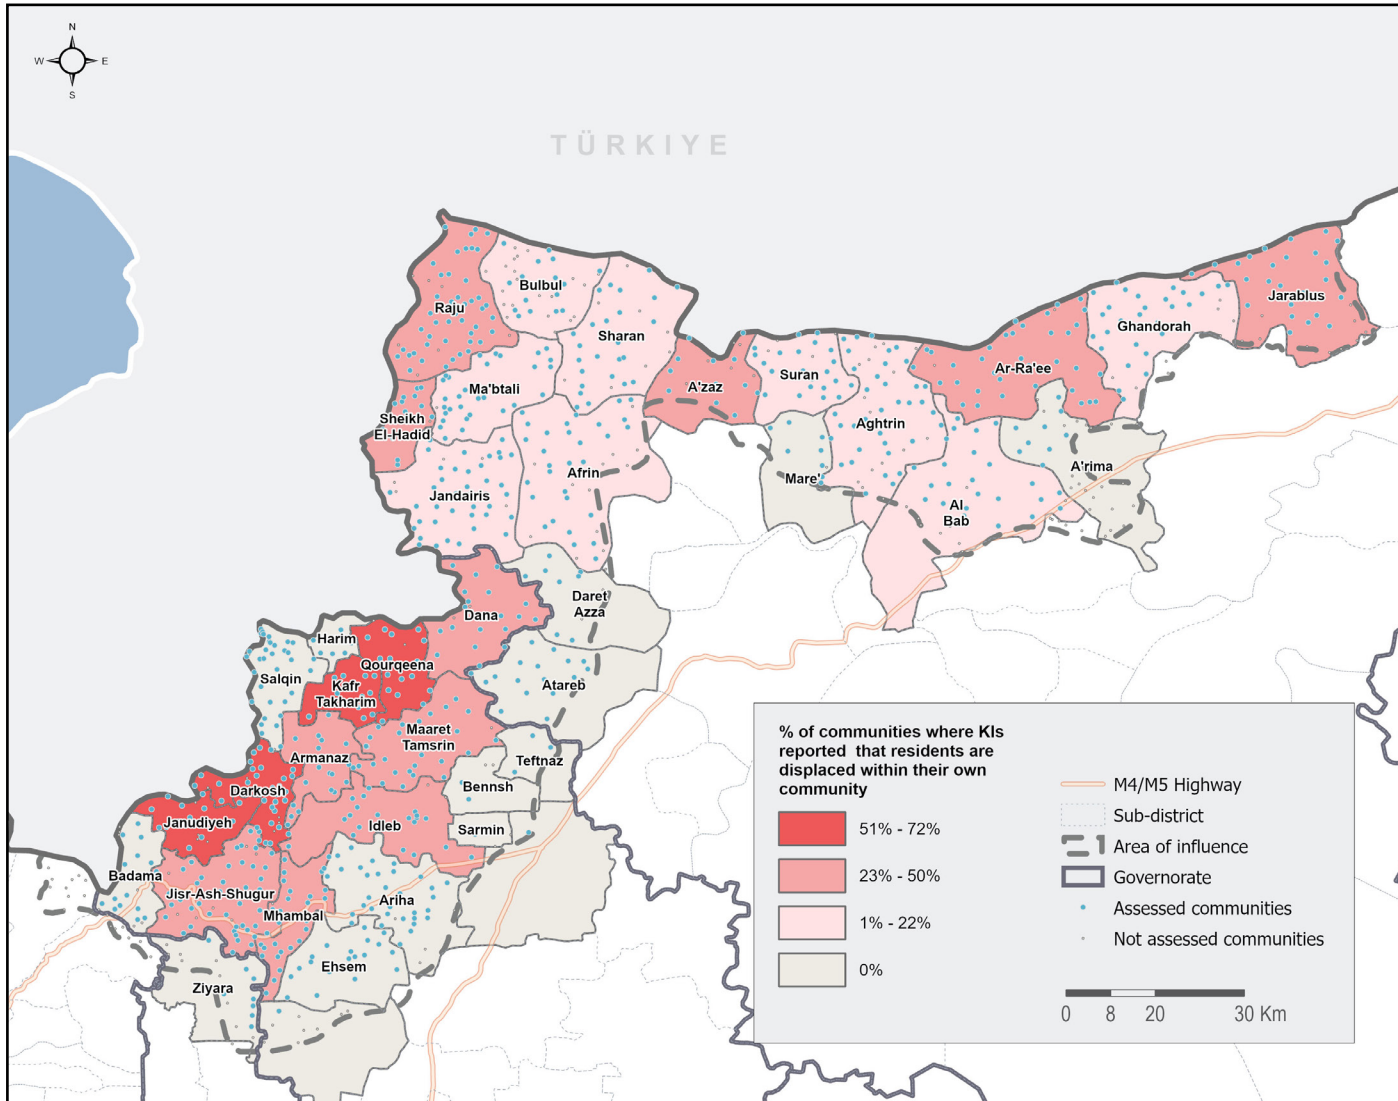 N
W E
S
TÜRKIYE
Bulbul
Raju
Sharan
Jarablus
Ghandorah
Ar-Ra'ee
Suran
A'zaz
Ma'btali
Sheikh
El-Hadid
Aghtrin
Afrin
A'rima
Mare'
Jandairis
Al
Bab
Daret
Azza
Dana
Harim
Qourqeena
Salqin
Kafr
Takharim
Atareb
Maaret
Tamsrin
Armanaz
Teftnaz
Bennsh
Darkosh
Janudiyeh
Idleb
Sarmin
Badama
Jisr-Ash-Shugur
Ariha
Mhambal
Ehsem
Ziyara
% of communities where KIs
reported that residents are
displaced within their own
community
51% - 72%
23% - 50%
1% - 22%
0%
M4/M5 Highway
Sub-district
Area of influence
Governorate
Assessed communities
Not assessed communities
0 8 20 30 Km